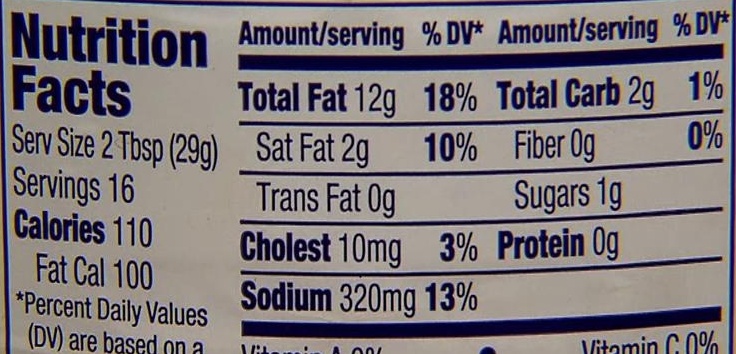 Nutrition
Facts
Serv Size 2 Tbsp (29g)
Servings 16
Calories 110
Fat Cal 100
*Percent Daily Values
(DV) are based on a
Amount/serving % DV* Amount/serving % DV*
Total Fat 12g 18% Total Carb 2g 1%
Sat Fat 2g 10% Fiber 0g 0%
Trans Fat 0g Sugars 1g
Cholest 10mg 3% Protein 0g
Sodium 320mg 13%
Vitamin A 0% • Vitamin C 0%